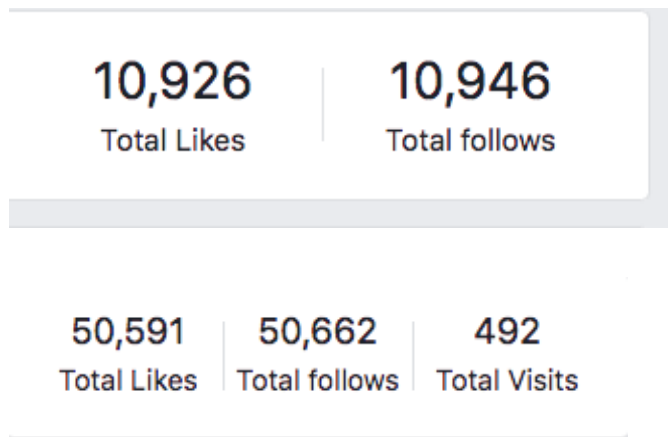 10,926 10,946
Total Likes Total follows
50,591 50,662 492
Total Likes Total follows Total Visits